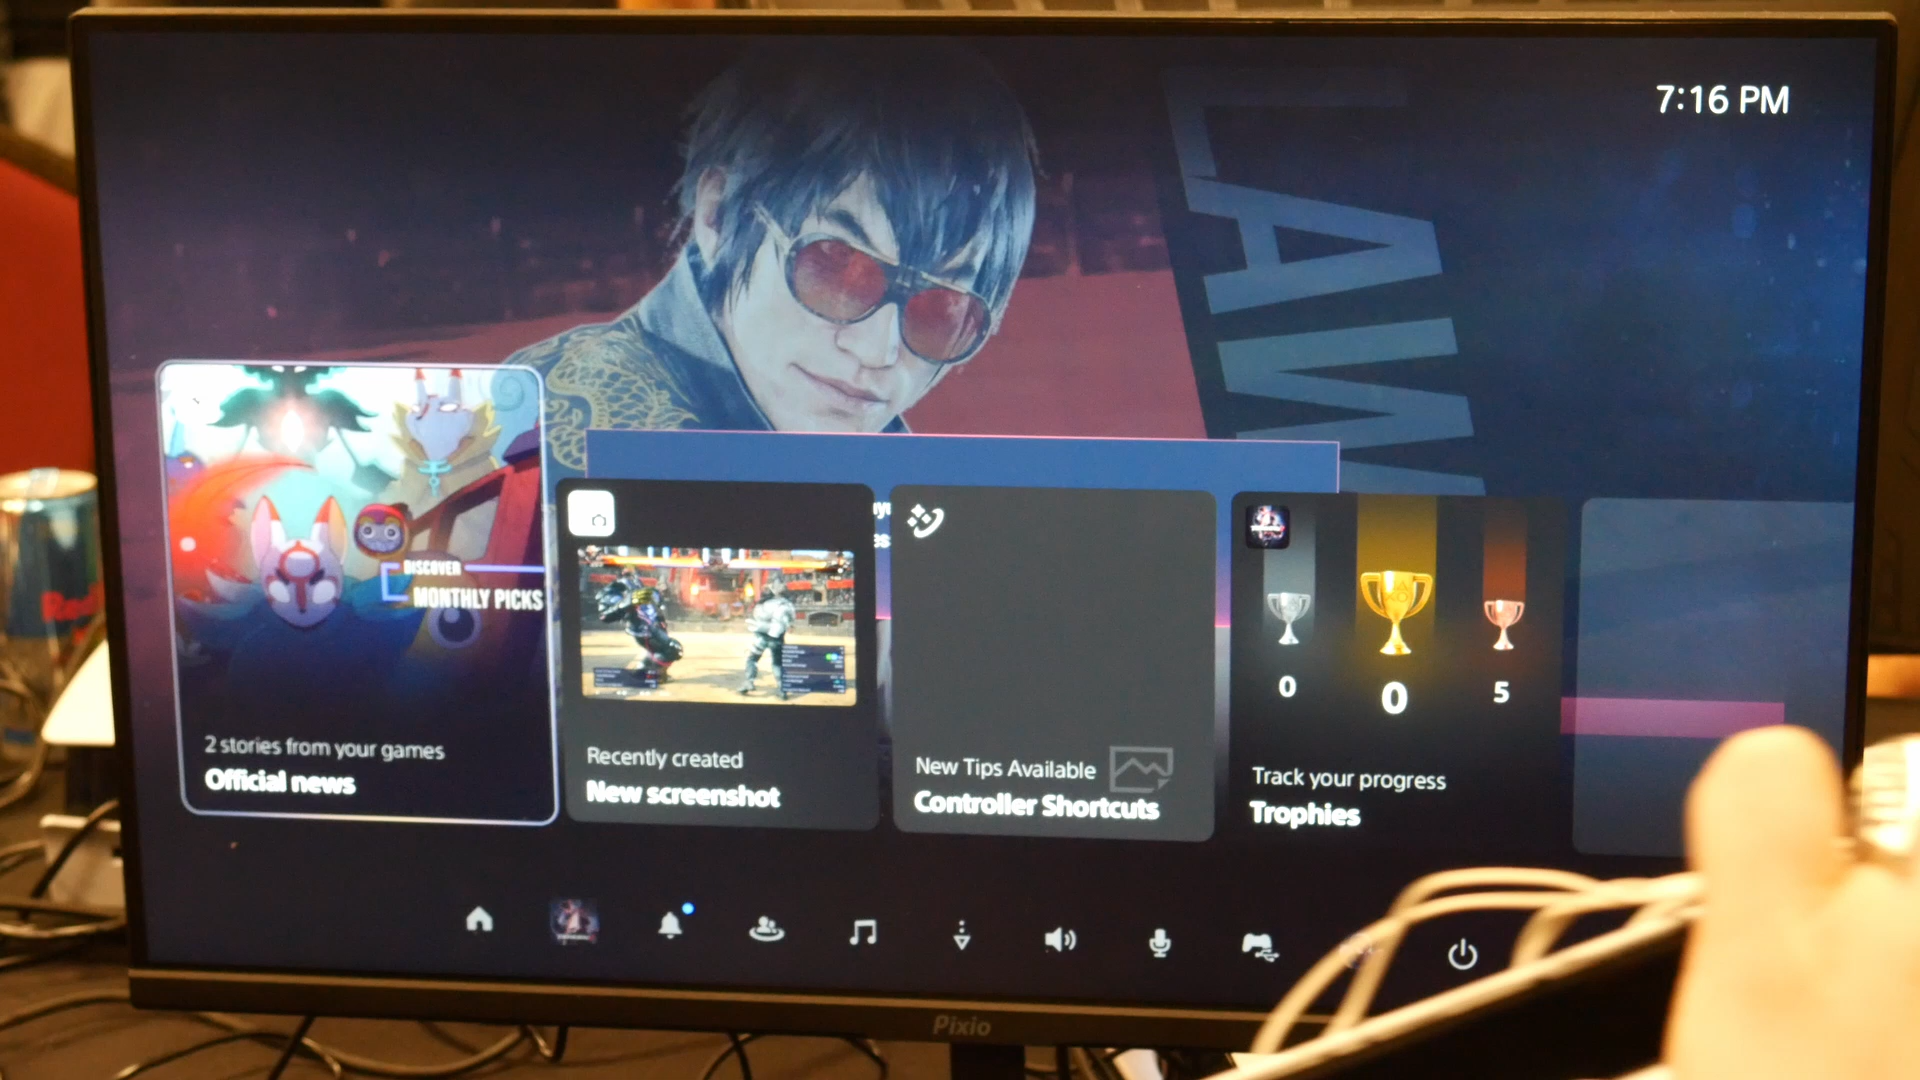 7:16 PM
LAW
DISCOVER
MONTHLY PICKS
2 stories from your games
Official news
Recently created
New screenshot
New Tips Available
Controller Shortcuts
0
0
5
Track your progress
Trophies
Pixio